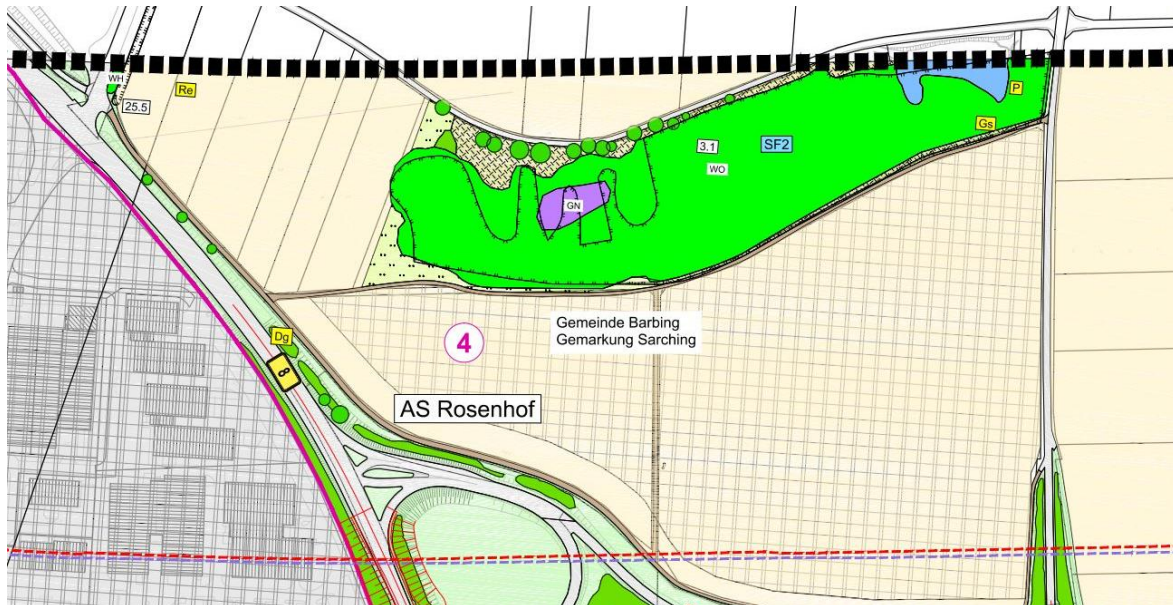 WH
25.5
Re
P
Gs
3.1
SF2
WO
GN
Dg
8
4
Gemeinde Barbing
Gemarkung Sarching
AS Rosenhof